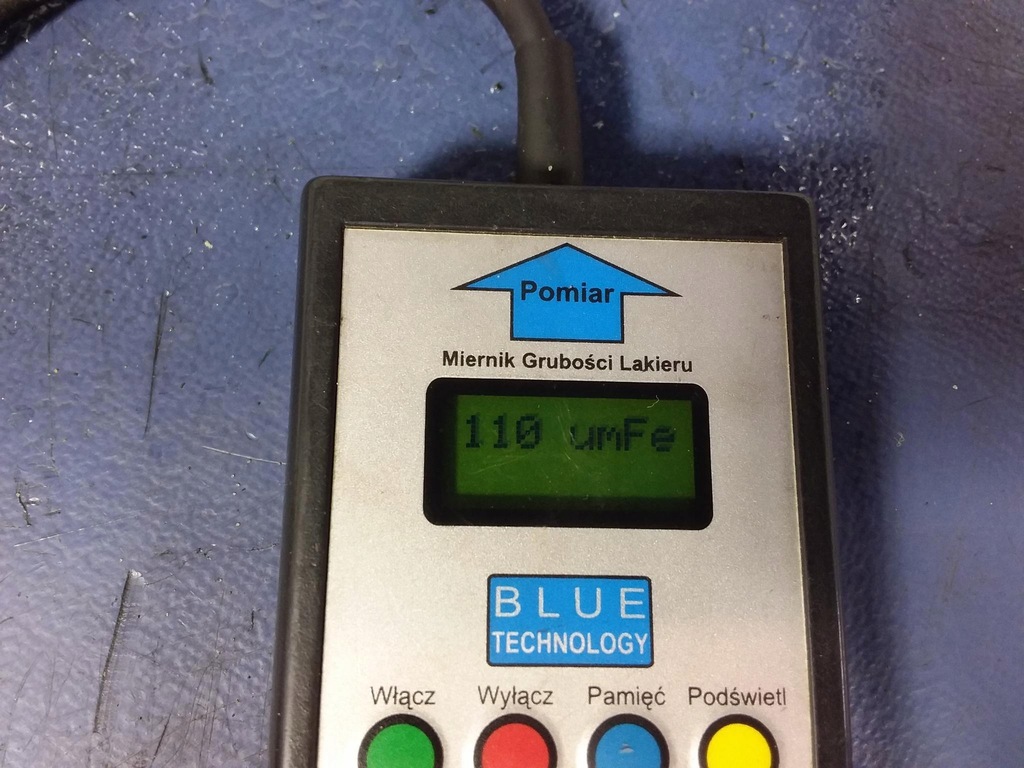 Pomiar
Miernik Grubości Lakieru
110 umFe
BLUE
TECHNOLOGY
Włącz Wyłącz Pamięć Podświetl